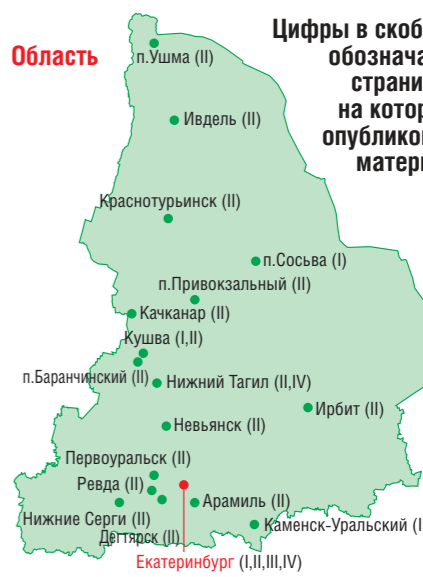 Цифры в скоб
Область
обознача
п.Ушма (II)
страни
на котор
Ивдель (II)
опубликов
матер
Краснотурьинск (II)
п.Сосьва (I)
п.Привокзальный (II)
Качканар (II)
Кушва (I,II)
п.Баранчинский (II)
Нижний Тагил (II,IV)
Ирбит (II)
Невьянск (II)
Первоуральск (II)
Ревда (II)
Арамиль (II)
Нижние Серги (II)
Каменск-Уральский (I
Дегтярск (II)
Екатеринбург (I,II,III,IV)